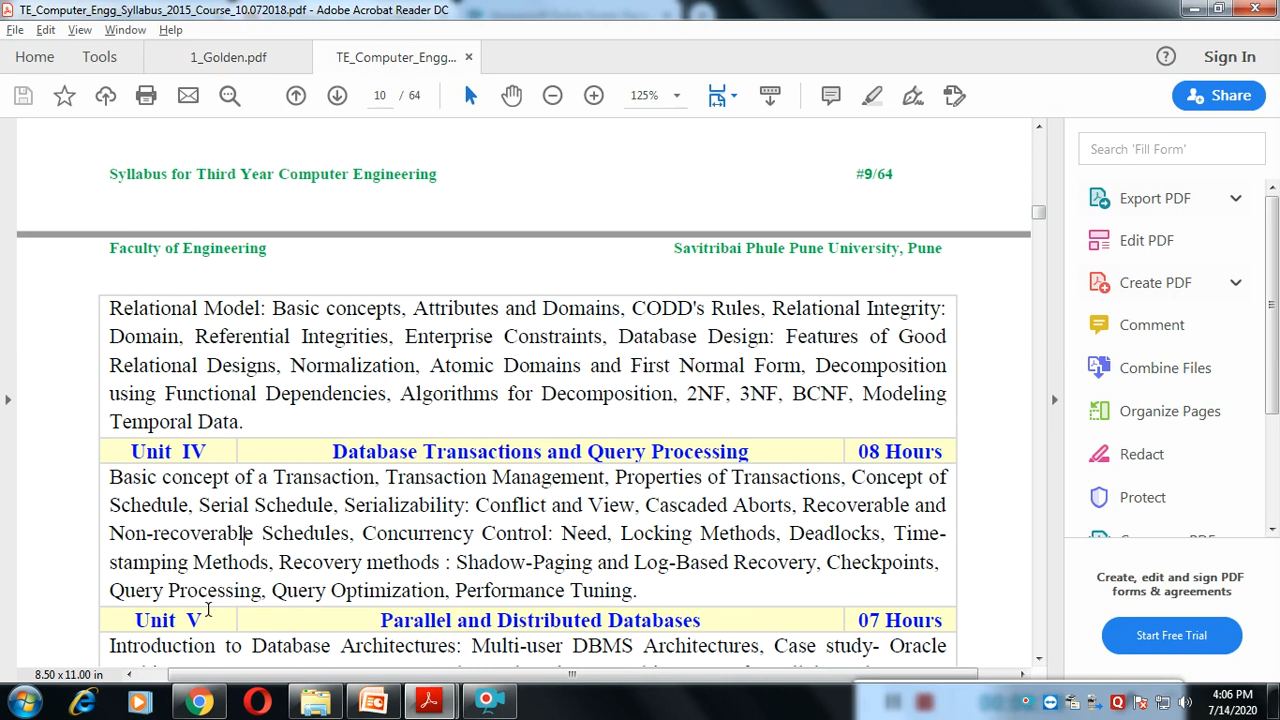 TE_Computer_Engg_Syllabus_2015_Course_10.072018.pdf - Adobe Acrobat Reader DC
File Edit View Window Help
Home Tools 1_Golden.pdf TE_Computer_Engg... × Sign In
10 / 64 125% Share
Syllabus for Third Year Computer Engineering #9/64
Faculty of Engineering Savitribai Phule Pune University, Pune
Relational Model: Basic concepts, Attributes and Domains, CODD's Rules, Relational Integrity:
Domain, Referential Integrities, Enterprise Constraints, Database Design: Features of Good
Relational Designs, Normalization, Atomic Domains and First Normal Form, Decomposition
using Functional Dependencies, Algorithms for Decomposition, 2NF, 3NF, BCNF, Modeling
Temporal Data.
Unit IV Database Transactions and Query Processing 08 Hours
Basic concept of a Transaction, Transaction Management, Properties of Transactions, Concept of
Schedule, Serial Schedule, Serializability: Conflict and View, Cascaded Aborts, Recoverable and
Non-recoverable Schedules, Concurrency Control: Need, Locking Methods, Deadlocks, Time-
stamping Methods, Recovery methods : Shadow-Paging and Log-Based Recovery, Checkpoints,
Query Processing, Query Optimization, Performance Tuning.
Unit V Parallel and Distributed Databases 07 Hours
Introduction to Database Architectures: Multi-user DBMS Architectures, Case study- Oracle
8.50 x 11.00 in
Search 'Fill Form'
Export PDF
Edit PDF
Create PDF
Comment
Combine Files
Organize Pages
Redact
Protect
Create, edit and sign PDF
forms & agreements
Start Free Trial
4:06 PM
7/14/2020